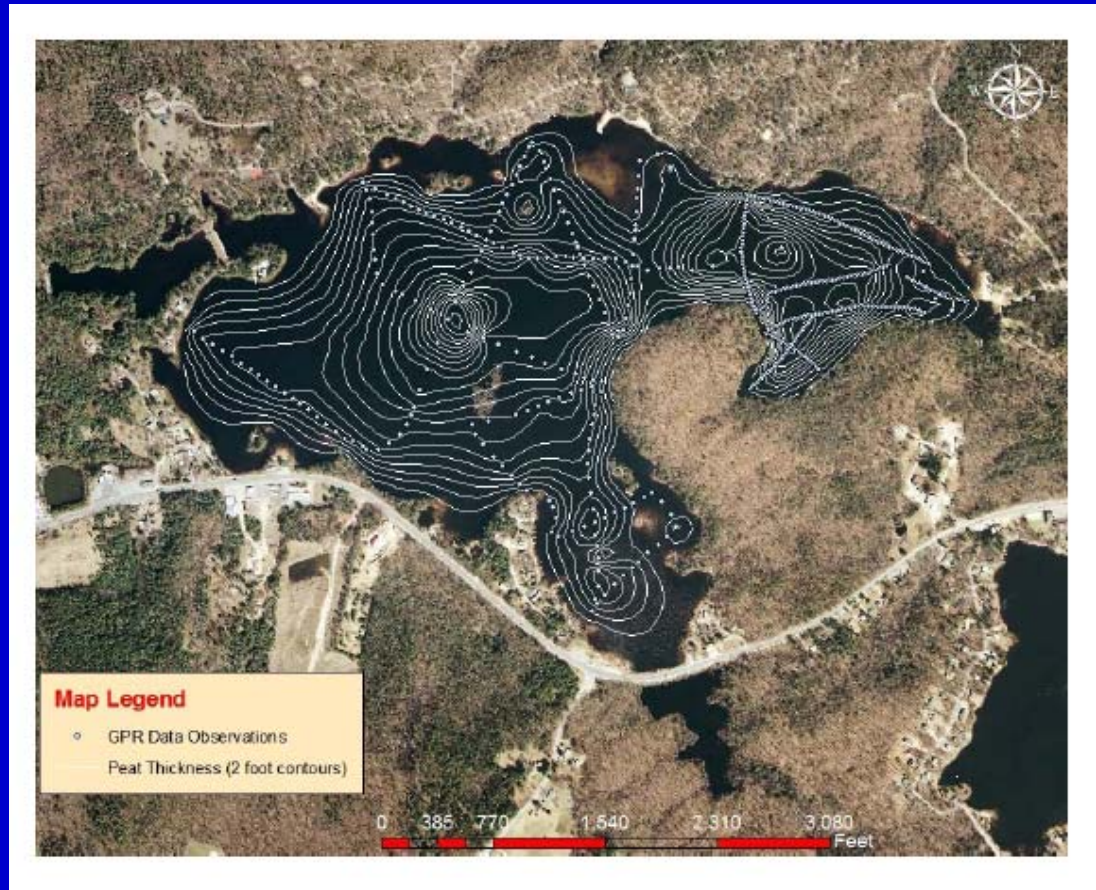 N
W E
S
Map Legend
GPR Data Observations
Peat Thickness (2 foot contours)
0 385 770 1,540 2,310 3,080
Feet